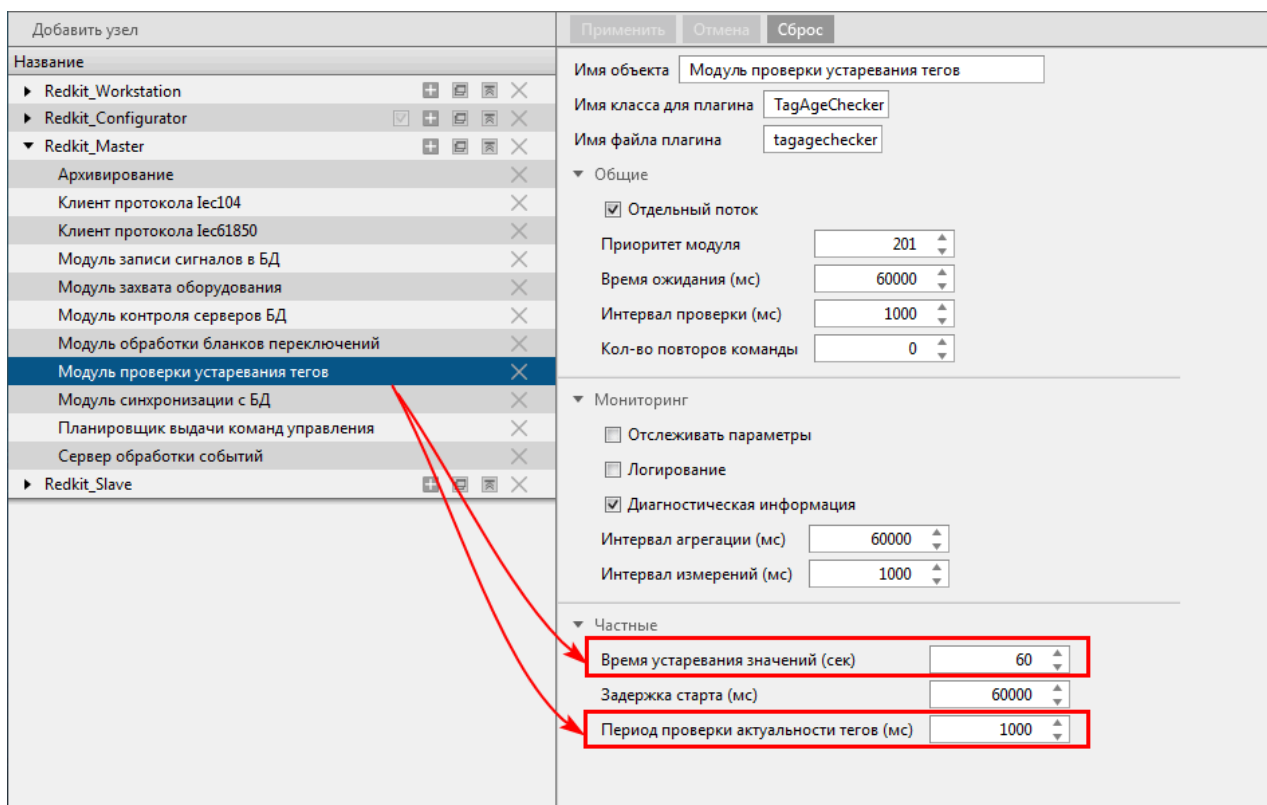 Добавить узел
Название
Redkit_Workstation
Redkit_Configurator
Redkit_Master
Архивирование
Клиент протокола Iec104
Клиент протокола Iec61850
Модуль записи сигналов в БД
Модуль захвата оборудования
Модуль контроля серверов БД
Модуль обработки бланков переключений
Модуль проверки устаревания тегов
Модуль синхронизации с БД
Планировщик выдачи команд управления
Сервер обработки событий
Redkit_Slave
Применить Отмена Сброс
Имя объекта Модуль проверки устаревания тегов
Имя класса для плагина TagAgeChecker
Имя файла плагина tagagechecker
Общие
Отдельный поток
Приоритет модуля 201
Время ожидания (мс) 60000
Интервал проверки (мс) 1000
Кол-во повторов команды 0
Мониторинг
Отслеживать параметры
Логирование
Диагностическая информация
Интервал агрегации (мс) 60000
Интервал измерений (мс) 1000
Частные
Время устаревания значений (сек) 60
Задержка старта (мс) 60000
Период проверки актуальности тегов (мс) 1000